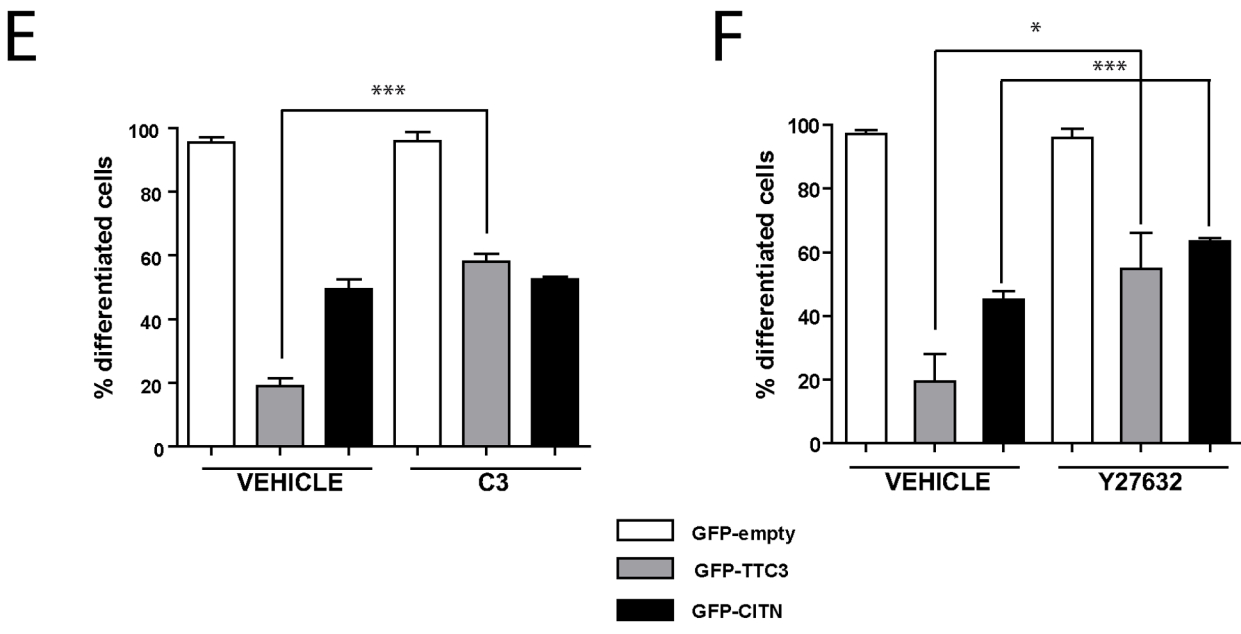 E
***
% differentiated cells
100
80
60
40
20
0
VEHICLE
C3
F
*
***
% differentiated cells
100
80
60
40
20
0
VEHICLE
Y27632
GFP-empty
GFP-TTC3
GFP-CITN